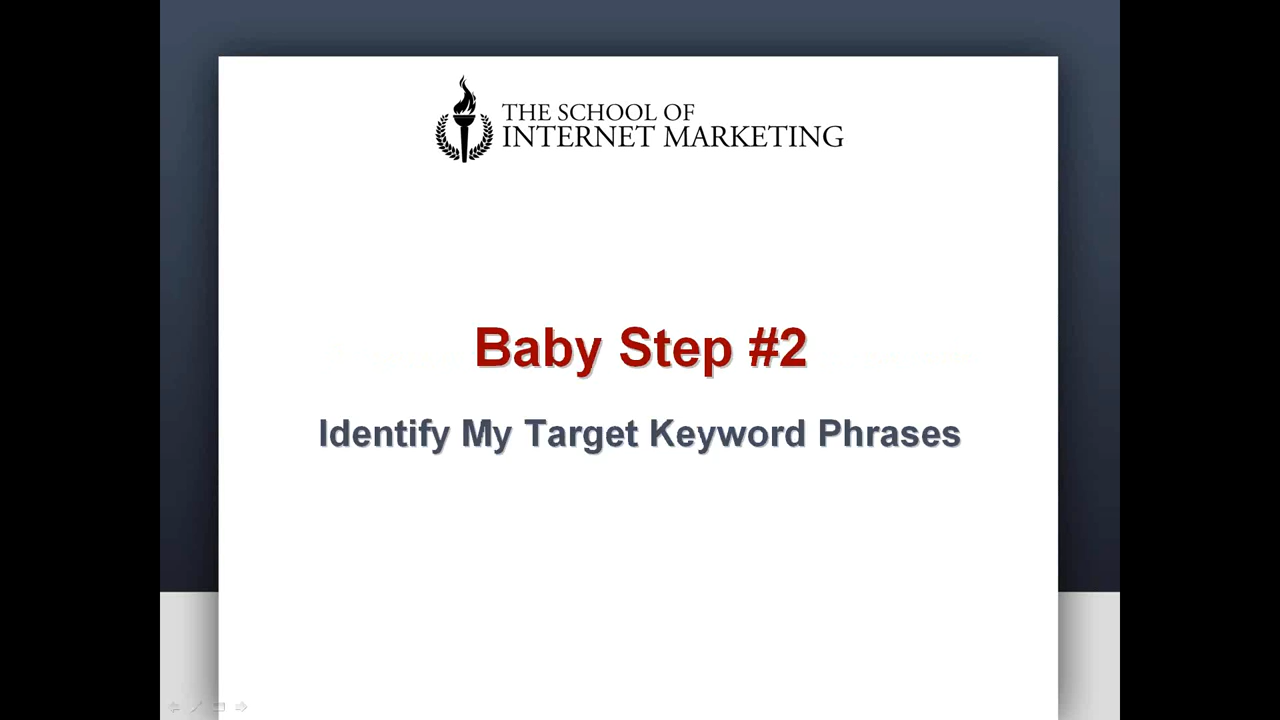 THE SCHOOL OF
INTERNET MARKETING
Baby Step #2
Identify My Target Keyword Phrases